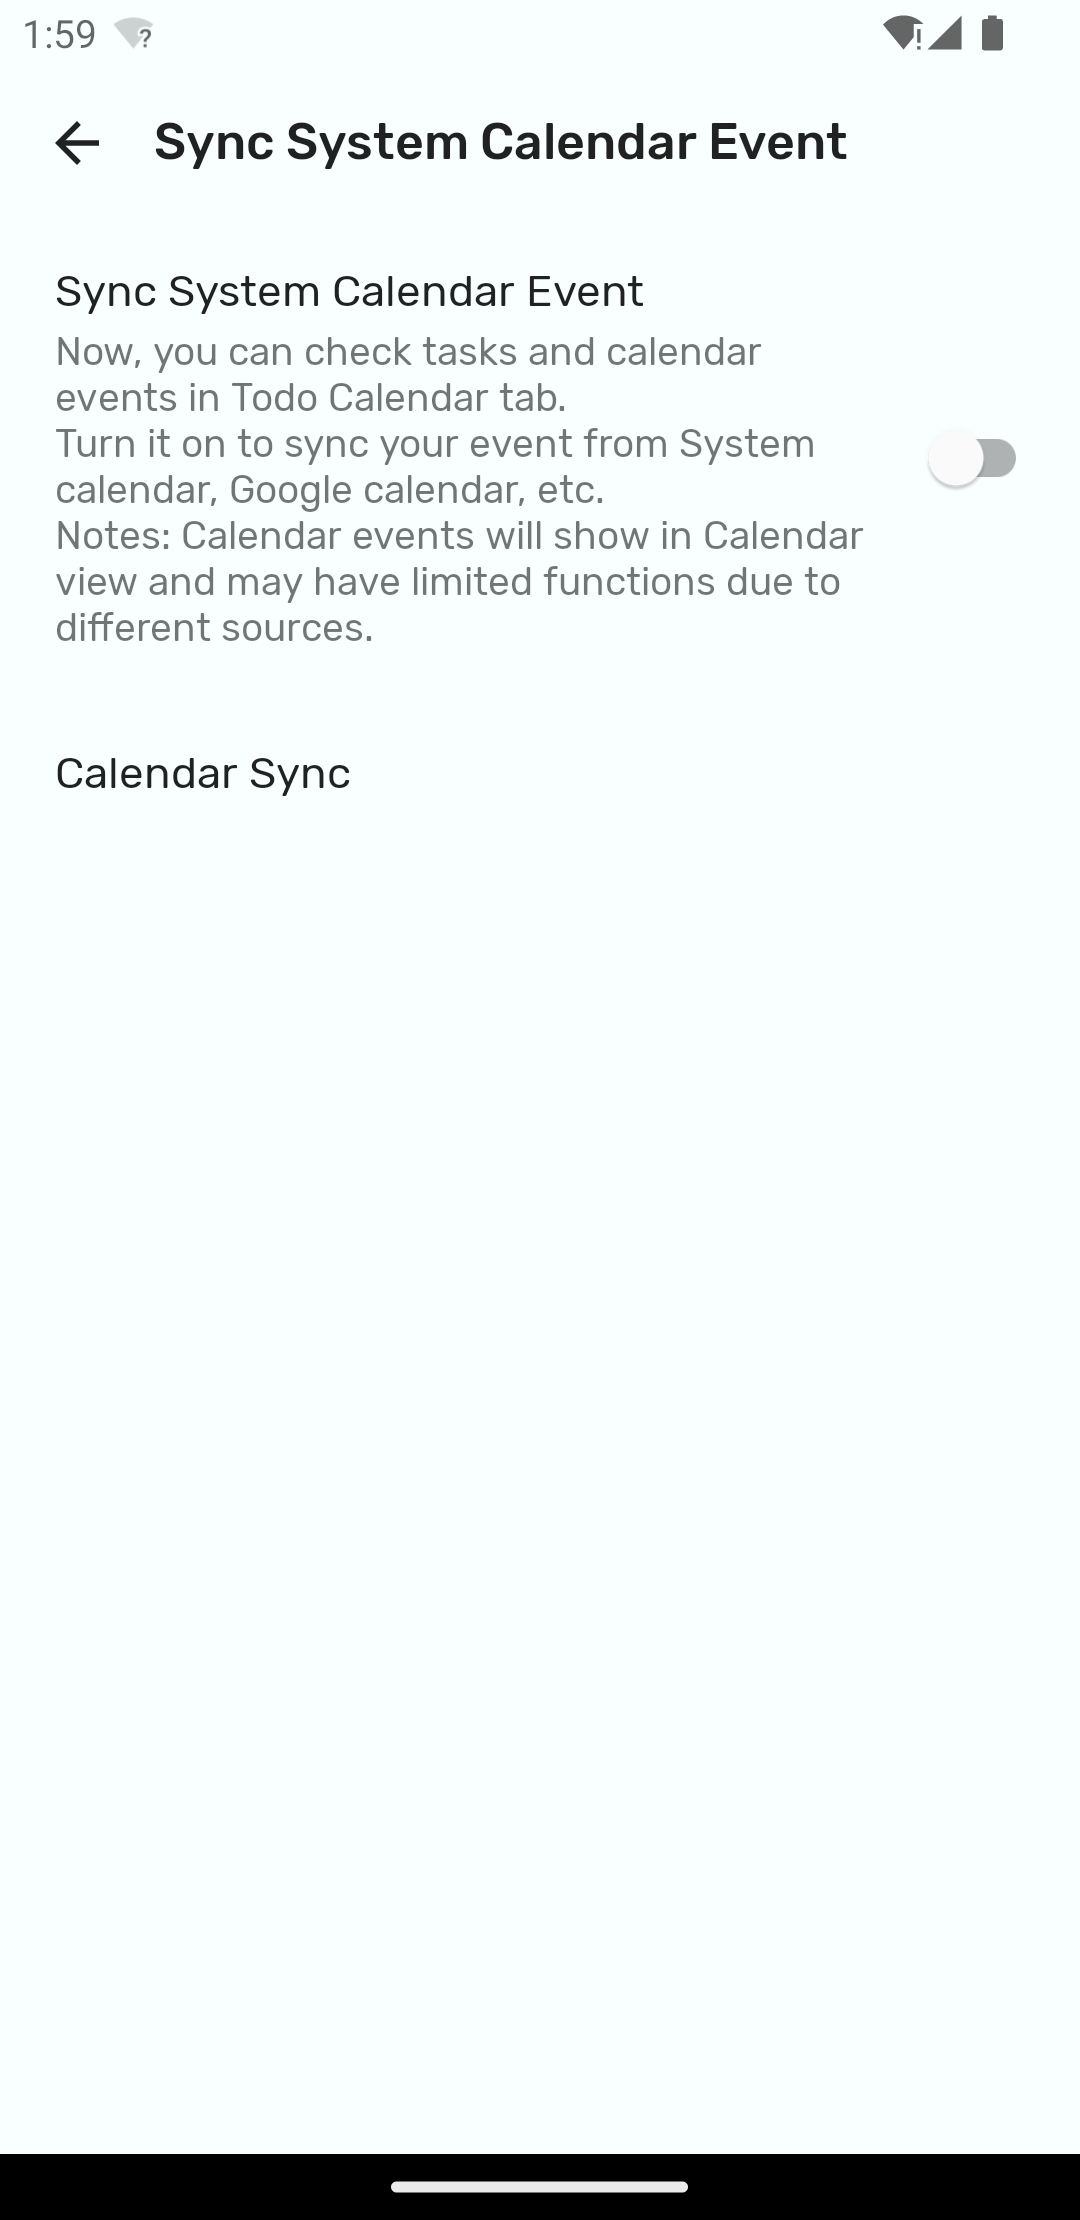 1:59
Sync System Calendar Event
Sync System Calendar Event
Now, you can check tasks and calendar
events in Todo Calendar tab.
Turn it on to sync your event from System
calendar, Google calendar, etc.
Notes: Calendar events will show in Calendar
view and may have limited functions due to
different sources.
Calendar Sync